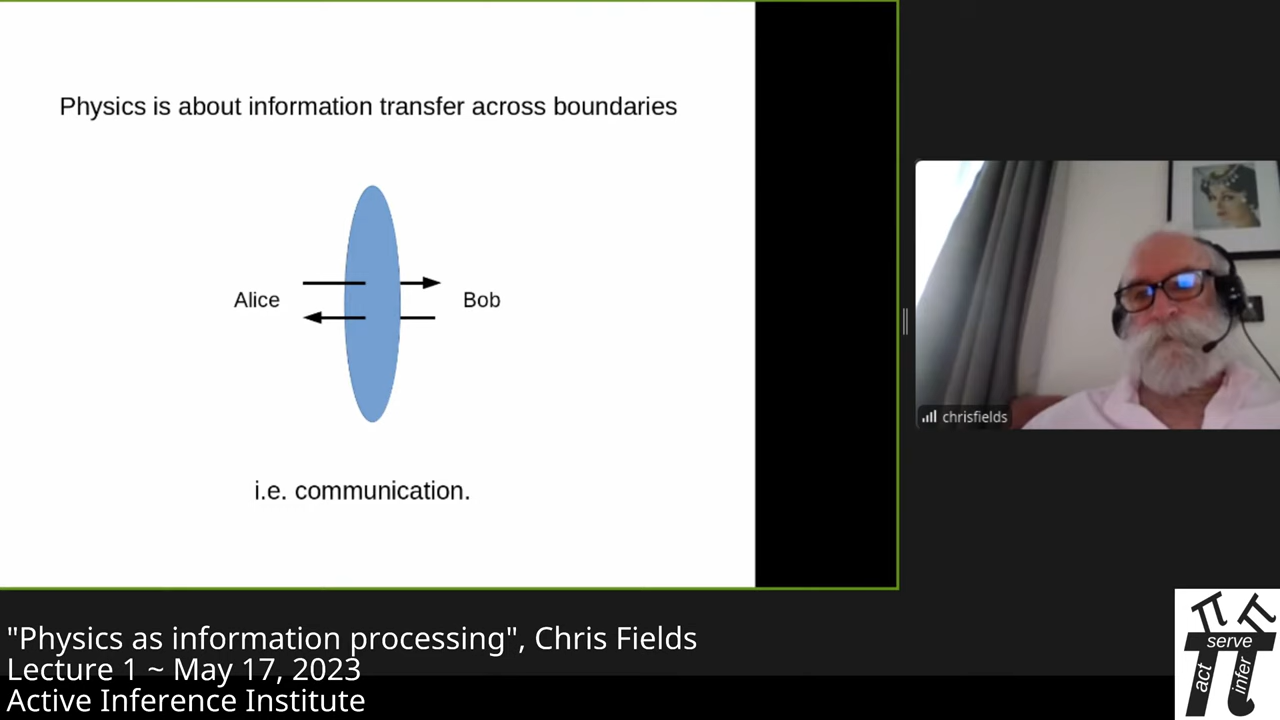 Physics is about information transfer across boundaries
Alice
Bob
i.e. communication.
chrisfields
"Physics as information processing", Chris Fields
Lecture 1 ~ May 17, 2023
Active Inference Institute
serve
act
infer